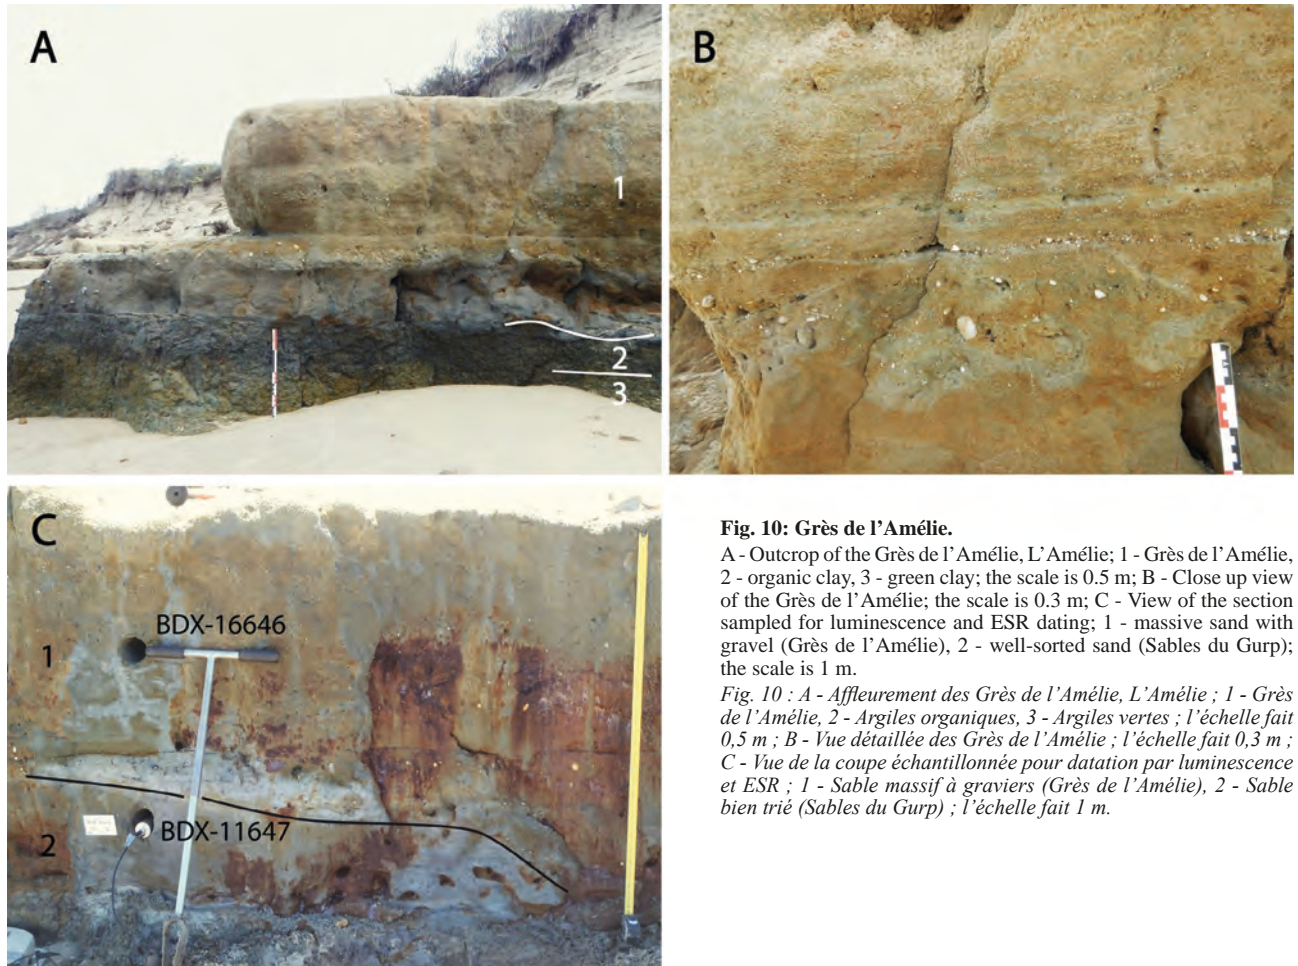 A
1
2
3
B
C
BDX-16646
1
BDX-11647
2
Fig. 10: Grès de l'Amélie.
A - Outcrop of the Grès de l'Amélie, L'Amélie; 1 - Grès de l'Amélie,
2 - organic clay, 3 - green clay; the scale is 0.5 m; B - Close up view
of the Grès de l'Amélie; the scale is 0.3 m; C - View of the section
sampled for luminescence and ESR dating; 1 - massive sand with
gravel (Grès de l'Amélie), 2 - well-sorted sand (Sables du Gurp);
the scale is 1 m.
Fig. 10 : A - Affleurement des Grès de l'Amélie, L'Amélie ; 1 - Grès
de l'Amélie, 2 - Argiles organiques, 3 - Argiles vertes ; l'échelle fait
0,5 m ; B - Vue détaillée des Grès de l'Amélie ; l'échelle fait 0,3 m ;
C - Vue de la coupe échantillonnée pour datation par luminescence
et ESR ; 1 - Sable massif à graviers (Grès de l'Amélie), 2 - Sable
bien trié (Sables du Gurp) ; l'échelle fait 1 m.